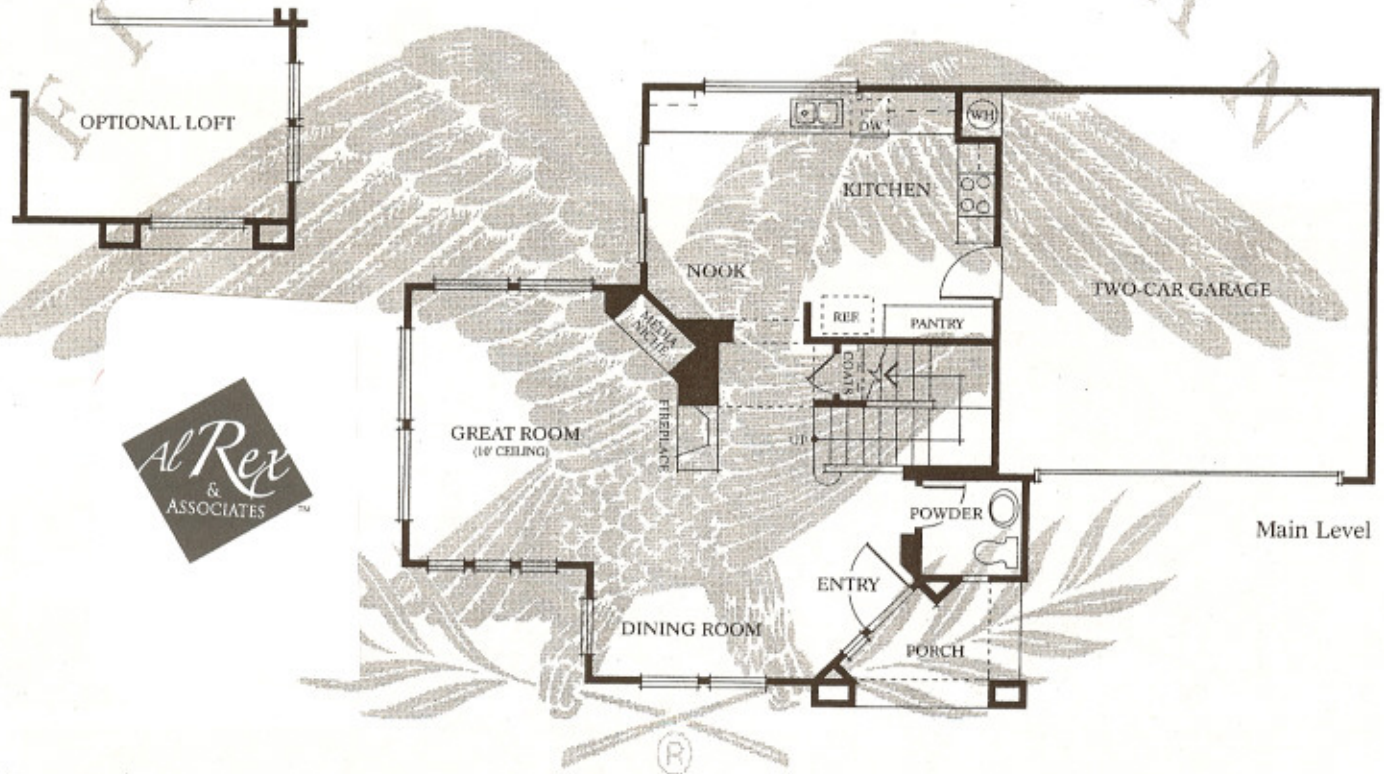 OPTIONAL LOFT
WH
DW
KITCHEN
NOOK
TWO-CAR GARAGE
REF.
PANTRY
MEDIA
NICHE
COATS
FIREPLACE
GREAT ROOM
(10' CEILING)
UP
Al Rex
&
ASSOCIATES
™
POWDER
Main Level
ENTRY
DINING ROOM
PORCH
®